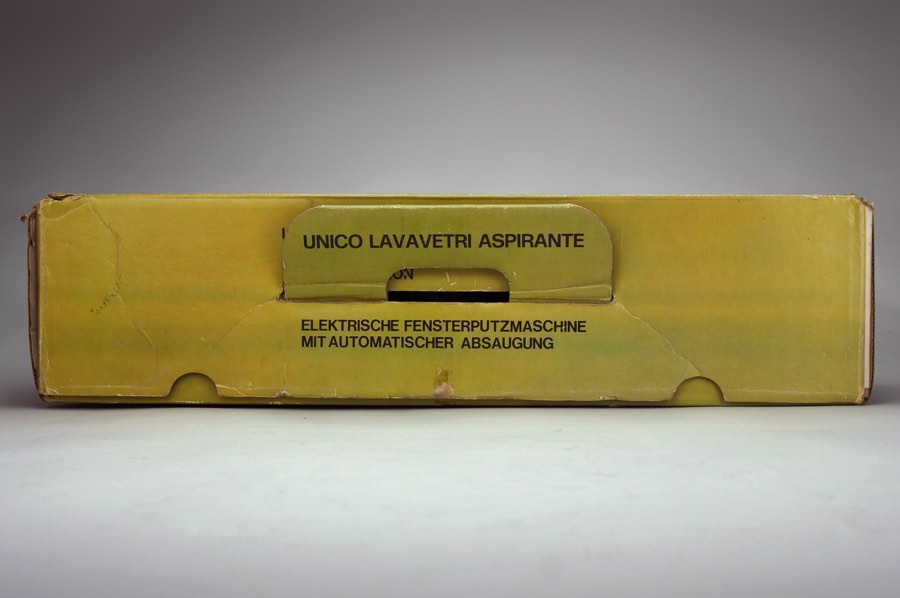 UNICO LAVAVETRI ASPIRANTE
ELEKTRISCHE FENSTERPUTZMASCHINE
MIT AUTOMATISCHER ABSAUGUNG